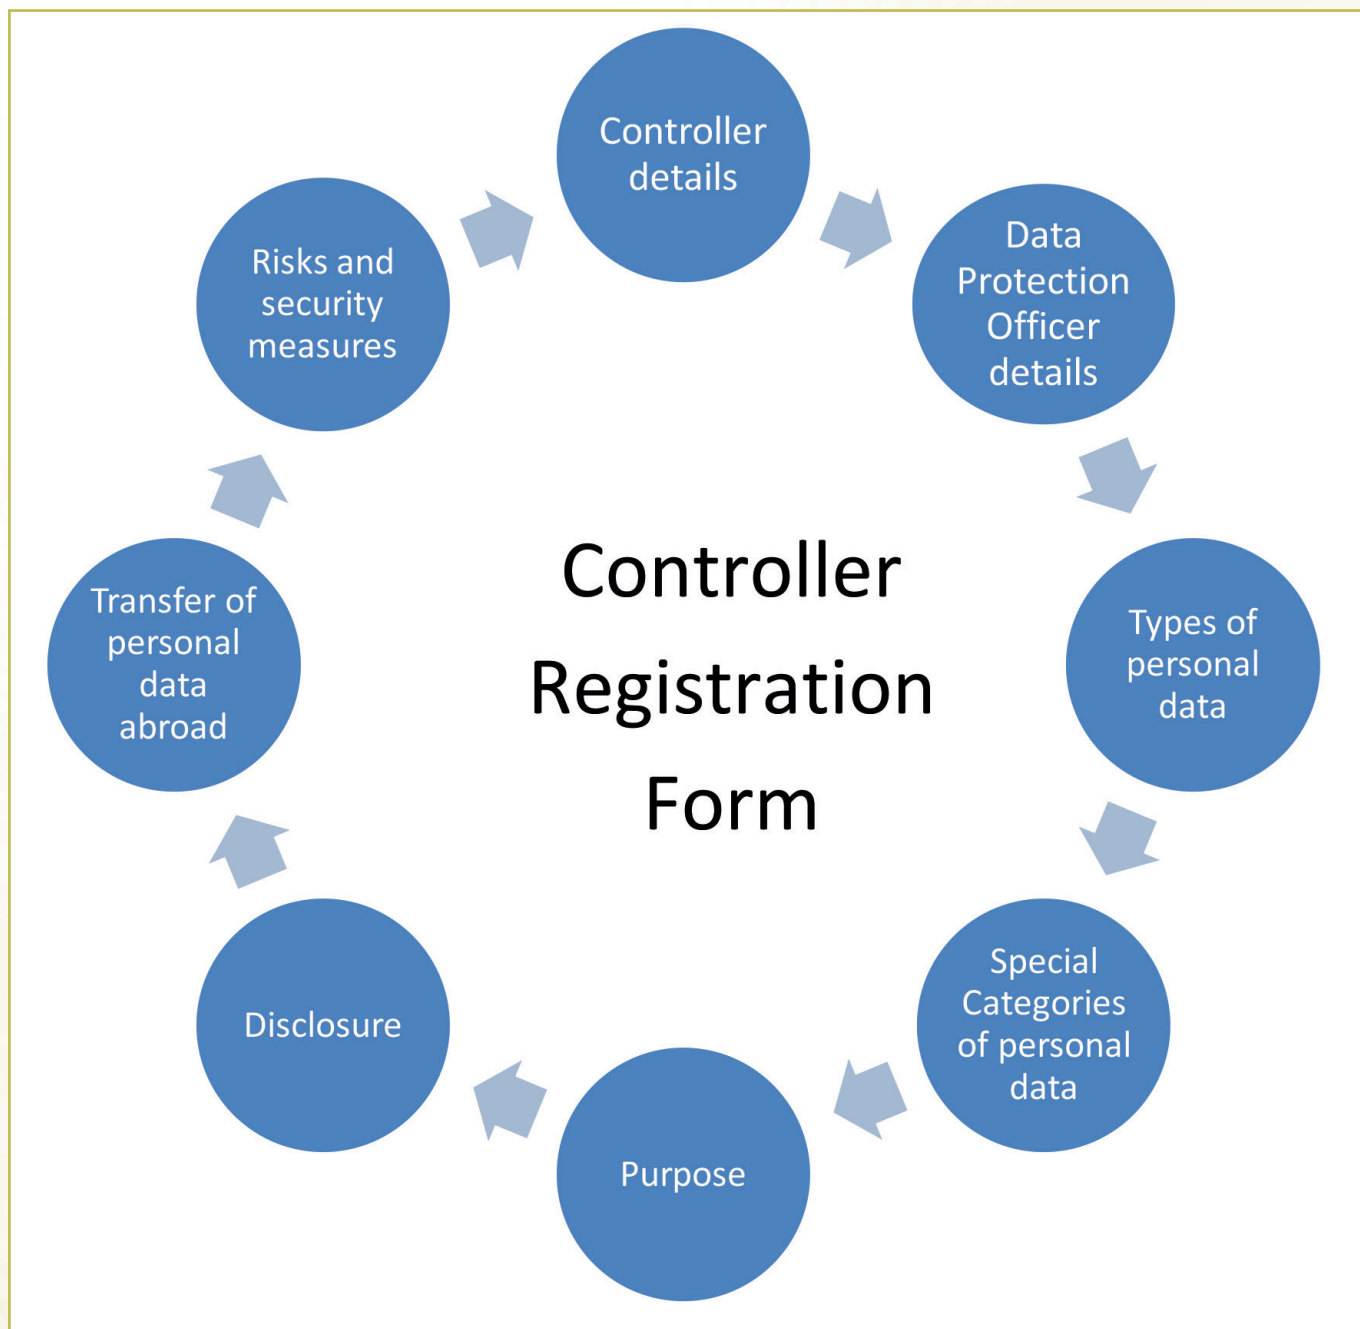 Controller
details
Data
Protection
Officer
details
Types of
personal
data
Special
Categories
of personal
data
Purpose
Disclosure
Transfer of
personal
data
abroad
Risks and
security
measures
Controller
Registration
Form